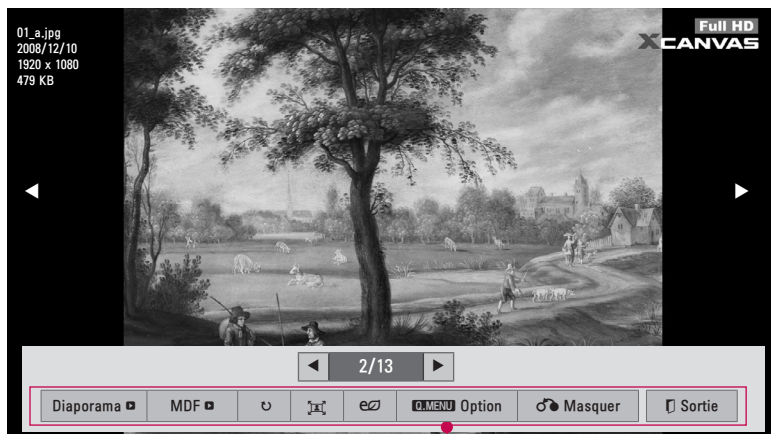 01_a.jpg
2008/12/10
1920 x 1080
479 KB
Full HD
XCANVAS
2/13
Diaporama MDF Q.MENU Option Masquer Sortie